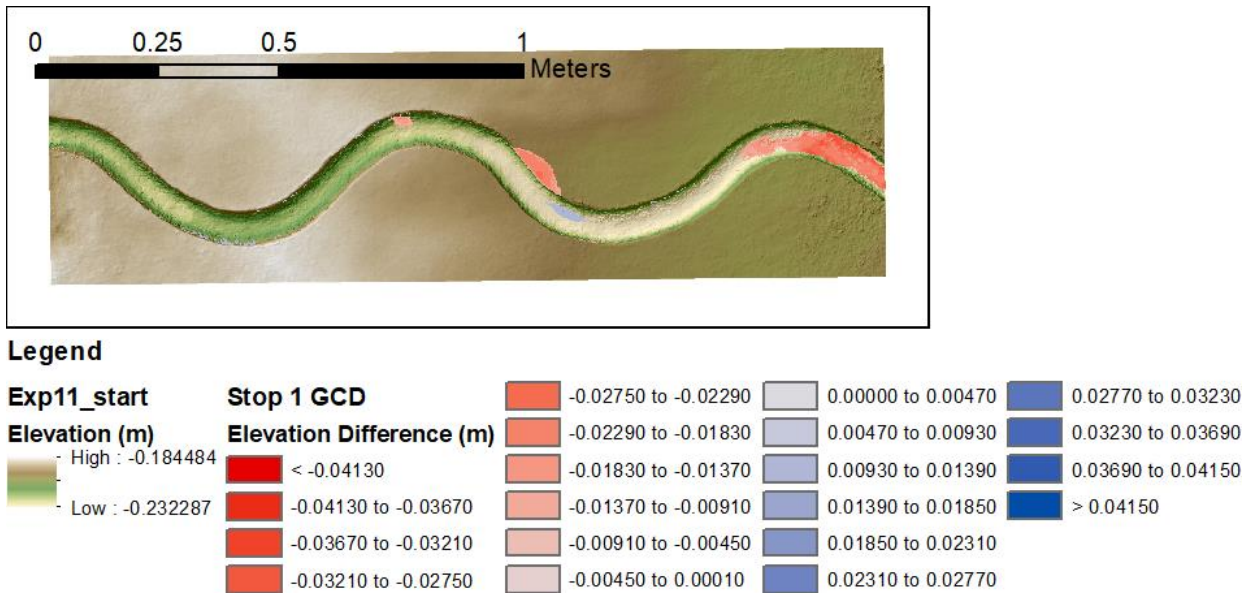 0 0.25 0.5 1
Meters
Legend
Exp11_start
Elevation (m)
High : -0.184484
Low : -0.232287
Stop 1 GCD
Elevation Difference (m)
< -0.04130
-0.04130 to -0.03670
-0.03670 to -0.03210
-0.03210 to -0.02750
-0.02750 to -0.02290
-0.02290 to -0.01830
-0.01830 to -0.01370
-0.01370 to -0.00910
-0.00910 to -0.00450
-0.00450 to 0.00010
0.00000 to 0.00470
0.00470 to 0.00930
0.00930 to 0.01390
0.01390 to 0.01850
0.01850 to 0.02310
0.02310 to 0.02770
0.02770 to 0.03230
0.03230 to 0.03690
0.03690 to 0.04150
> 0.04150